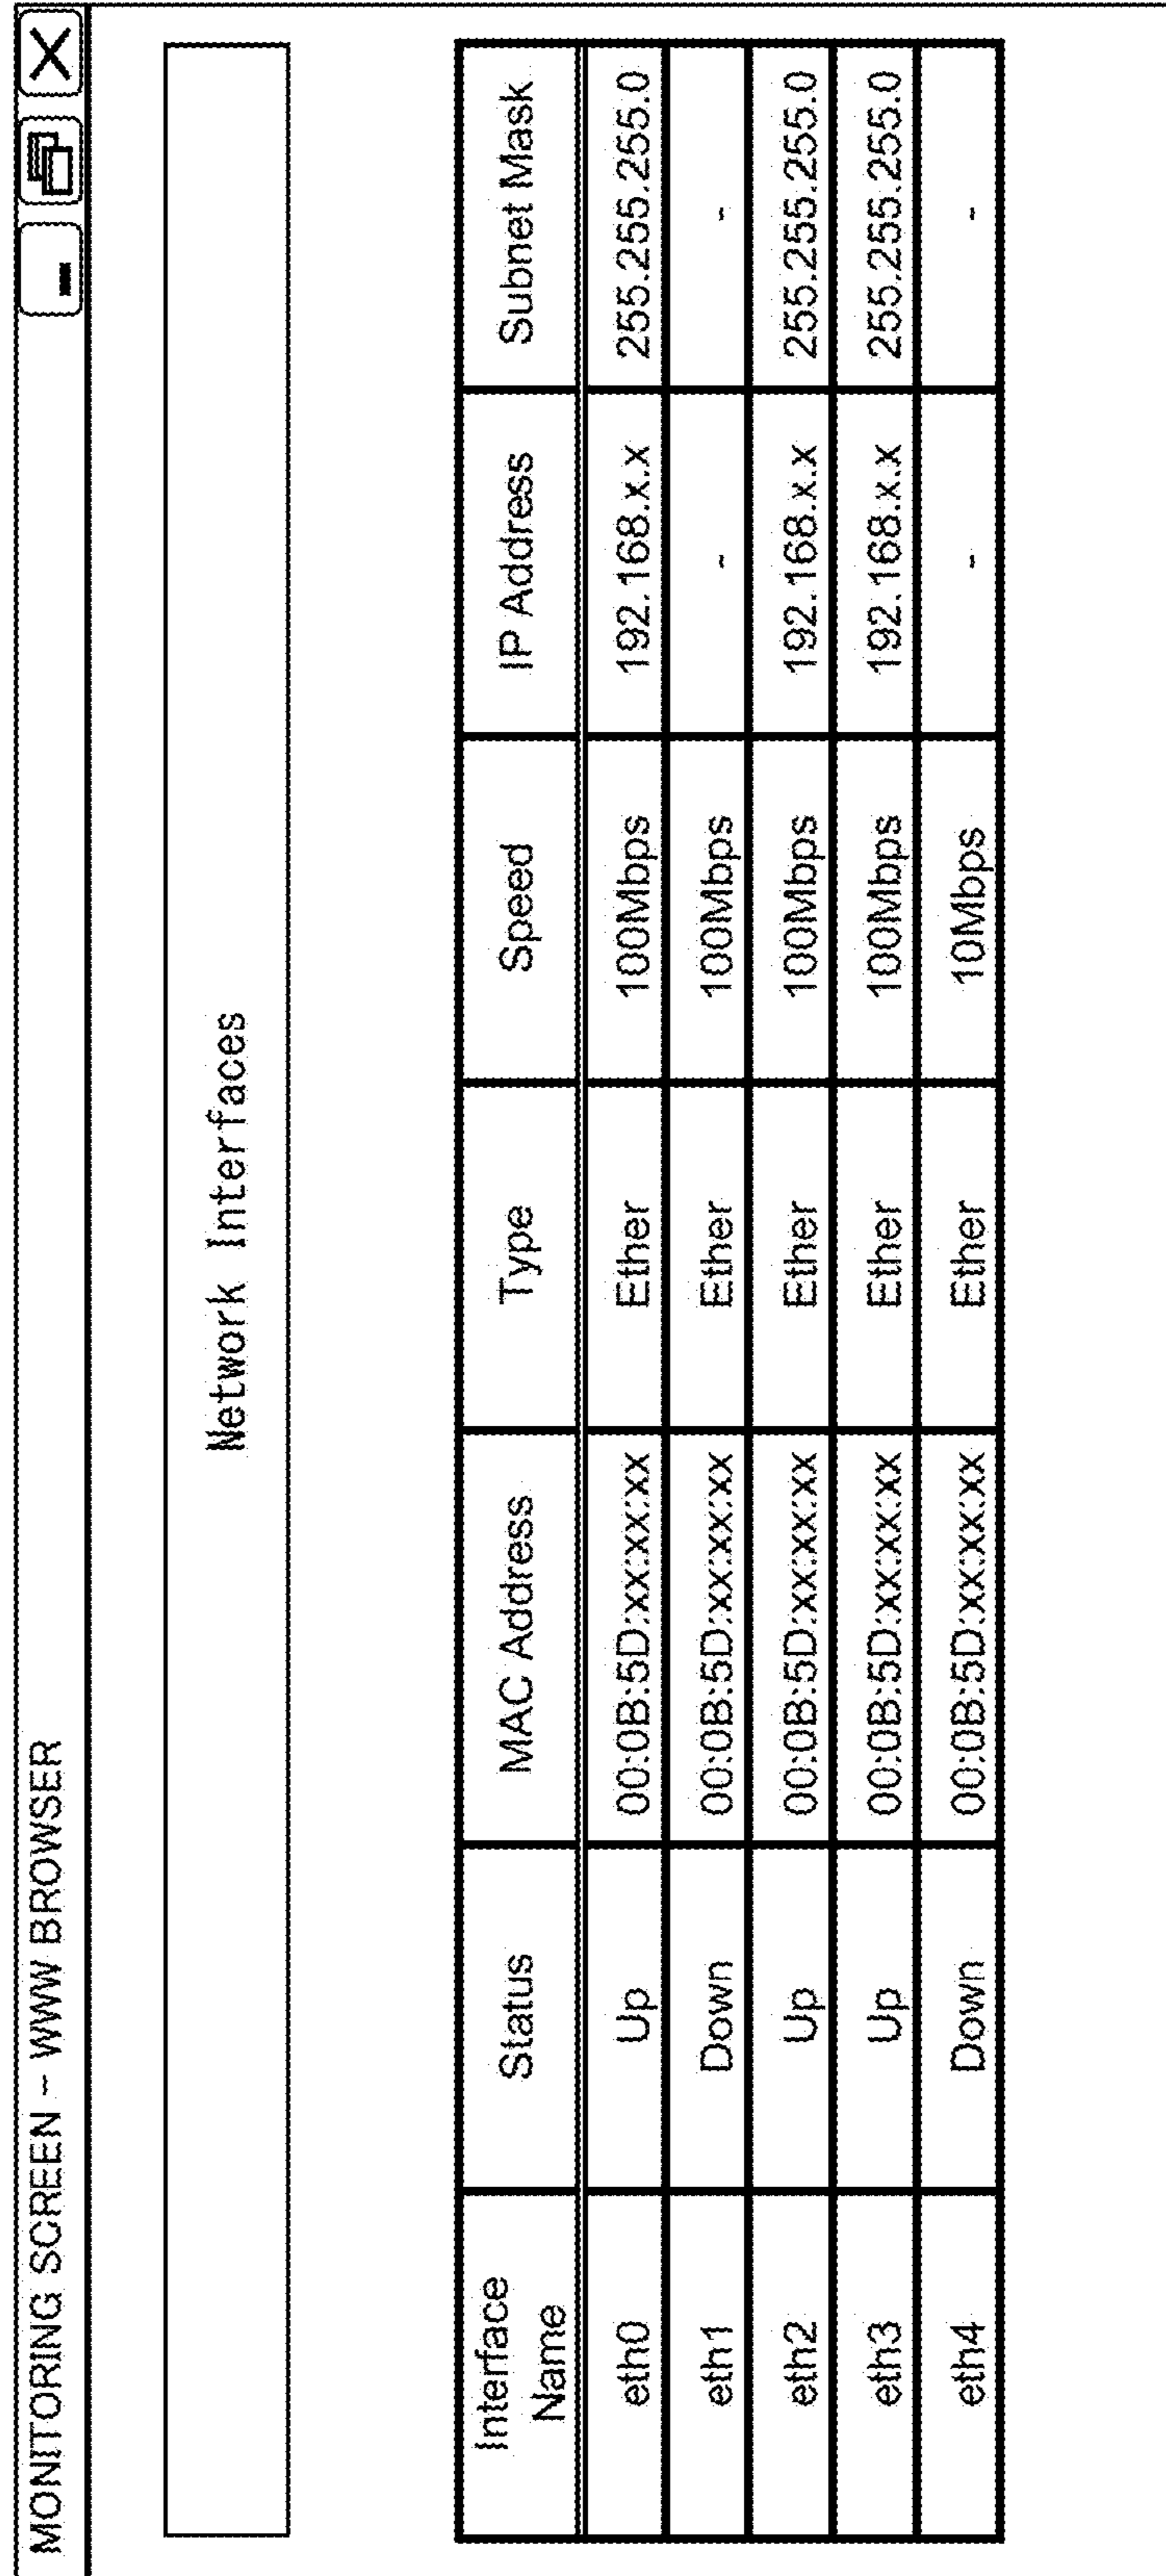 MONITORING SCREEN - WWW BROWSER
Network Interfaces
Interface Name Status MAC Address Type Speed IP Address Subnet Mask
eth0 Up 00:0B:5D:xx:xx:xx Ether 100Mbps 192.168.x.x 255.255.255.0
eth1 Down 00:0B:5D:xx:xx:xx Ether 100Mbps - -
eth2 Up 00:0B:5D:xx:xx:xx Ether 100Mbps 192.168.x.x 255.255.255.0
eth3 Up 00:0B:5D:xx:xx:xx Ether 100Mbps 192.168.x.x 255.255.255.0
eth4 Down 00:0B:5D:xx:xx:xx Ether 10Mbps - -